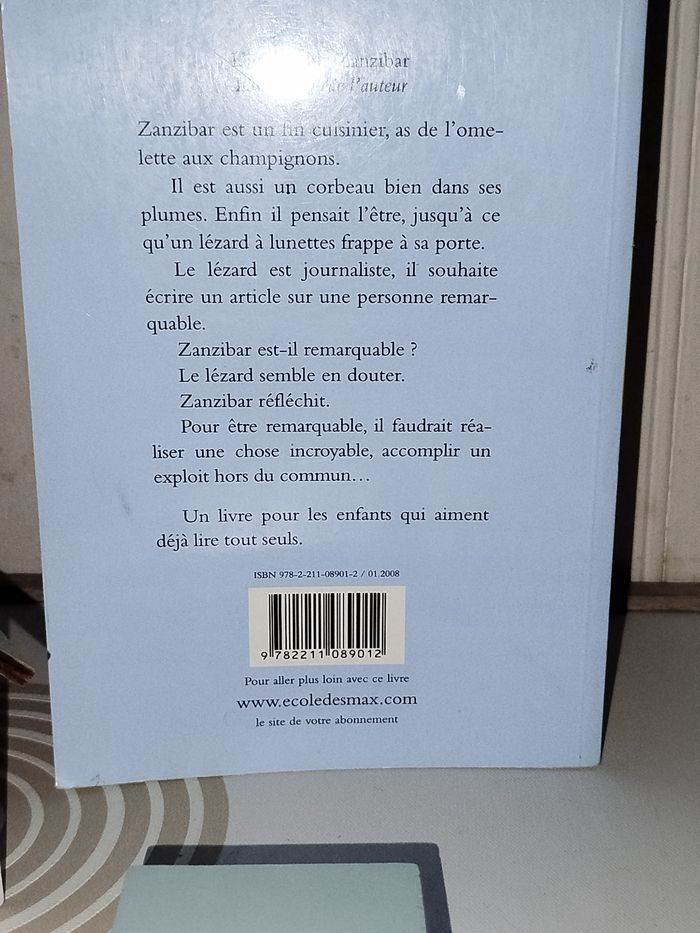 Zanzibar
l'auteur
Zanzibar est un fin cuisinier, as de l'ome-
lette aux champignons.
Il est aussi un corbeau bien dans ses
plumes. Enfin il pensait l'être, jusqu'à ce
qu'un lézard à lunettes frappe à sa porte.
Le lézard est journaliste, il souhaite
écrire un article sur une personne remar-
quable.
Zanzibar est-il remarquable ?
Le lézard semble en douter.
Zanzibar réfléchit.
Pour être remarquable, il faudrait réa-
liser une chose incroyable, accomplir un
exploit hors du commun...
Un livre pour les enfants qui aiment
déjà lire tout seuls.
ISBN 978-2-211-08901-2 / 01.2008
9 782211 089012
Pour aller plus loin avec ce livre
www.ecoledesmax.com
le site de votre abonnement